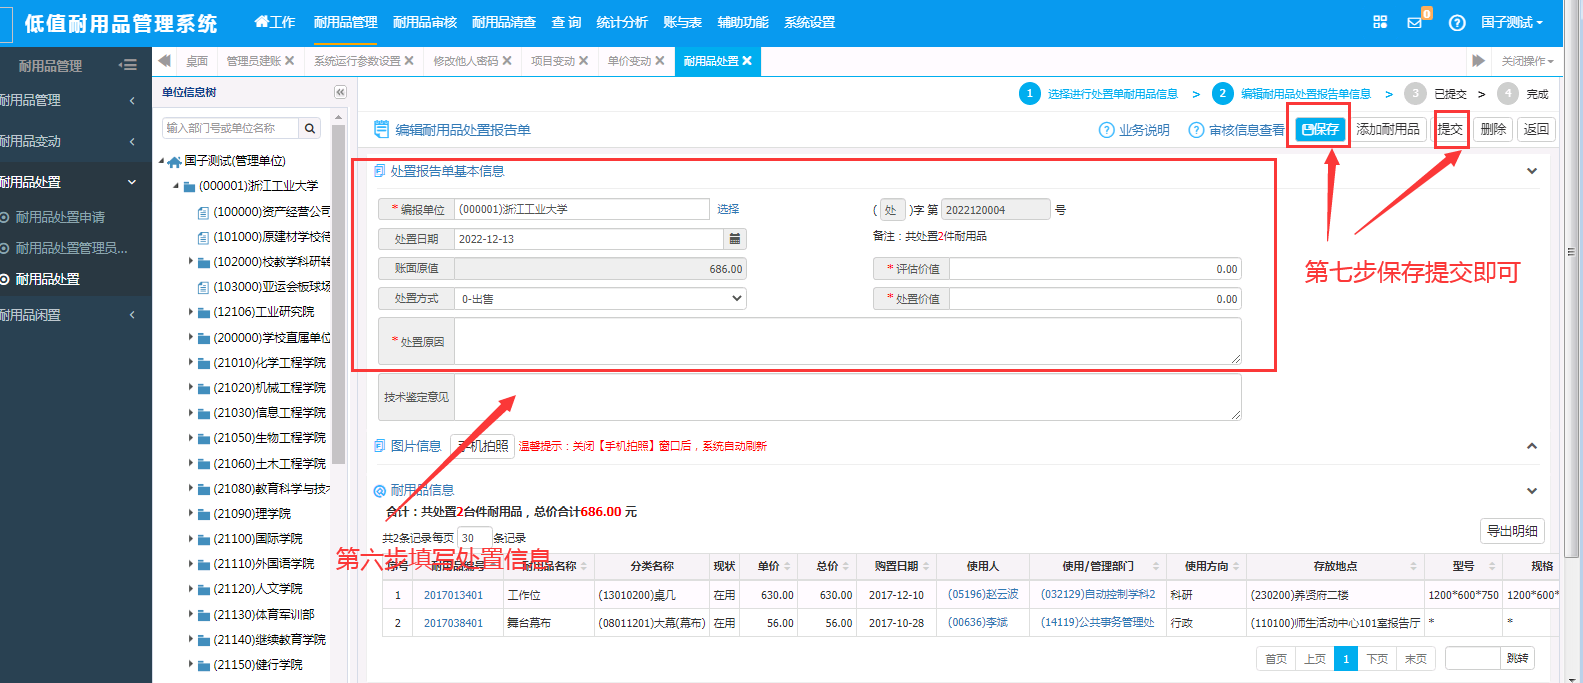 低值耐用品管理系统 工作 耐用品管理 耐用品审核 耐用品清查 查 询 统计分析 账与表 辅助功能 系统设置 0 国子测试
耐用品管理 桌面 管理员建账 系统运行参数设置 修改他人密码 项目变动 单价变动 耐用品处置 关闭操作
耐用品管理
耐用品变动
耐用品处置
耐用品处置申请
耐用品处置管理员...
耐用品处置
耐用品闲置
单位信息树
输入部门号或单位名称
国子测试(管理单位)
(000001)浙江工业大学
(100000)资产经营公司
(101000)原建材学校待
(102000)校教学科研转
(103000)亚运会板球场
(12106)工业研究院
(200000)学校直属单位
(21010)化学工程学院
(21020)机械工程学院
(21030)信息工程学院
(21050)生物工程学院
(21060)土木工程学院
(21080)教育科学与技术
(21090)理学院
(21100)国际学院
(21110)外国语学院
(21120)人文学院
(21130)体育军训部
(21140)继续教育学院
(21150)健行学院
1 选择进行处置单耐用品信息 > 2 编辑耐用品处置报告单信息 > 3 已提交 > 4 完成
编辑耐用品处置报告单 业务说明 审核信息查看 保存 添加耐用品 提交 删除 返回
处置报告单基本信息
* 编报单位 (000001)浙江工业大学 选择 ( 处 )字 第 2022120004 号
处置日期 2022-12-13 备注：共处置2件耐用品
账面原值 686.00 * 评估价值 0.00
处置方式 0-出售 * 处置价值 0.00
* 处置原因
技术鉴定意见
第七步保存提交即可
图片信息 手机拍照 温馨提示：关闭【手机拍照】窗口后，系统自动刷新
耐用品信息
合计：共处置2台件耐用品，总价合计686.00 元
共2条记录每页 30 条记录 导出明细
第六步填写处置信息
序号 耐用品编号 耐用品名称 分类名称 现状 单价 总价 购置日期 使用人 使用/管理部门 使用方向 存放地点 型号 规格
1 2017013401 工作位 (13010200)桌几 在用 630.00 630.00 2017-12-10 (05196)赵云波 (032129)自动控制学科2 科研 (230200)养贤府二楼 1200*600*750 1200*600*
2 2017038401 舞台幕布 (08011201)大幕(幕布) 在用 56.00 56.00 2017-10-28 (00636)李斌 (14119)公共事务管理处 行政 (110100)师生活动中心101室报告厅 * *
首页 上页 1 下页 末页 跳转